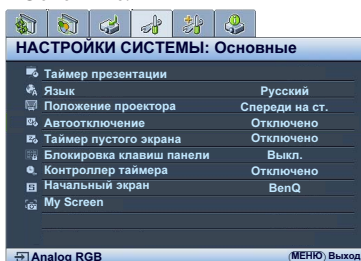 НАСТРОЙКИ СИСТЕМЫ: Основные
Таймер презентации
Язык Русский
Положение проектора Спереди на ст.
Автоотключение Отключено
Таймер пустого экрана Отключено
Блокировка клавиш панели Выкл.
Контроллер таймера Отключено
Начальный экран BenQ
My Screen
Analog RGB (МЕНЮ) Выход